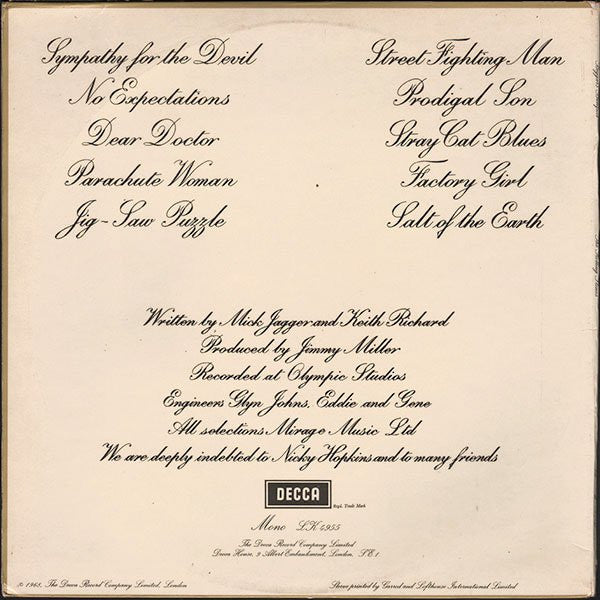 Sympathy for the Devil
No Expectations
Dear Doctor
Parachute Woman
Jig-Saw Puzzle
Street Fighting Man
Prodigal Son
Stray Cat Blues
Factory Girl
Salt of the Earth
Written by Mick Jagger and Keith Richard
Produced by Jimmy Miller
Recorded at Olympic Studios
Engineers Glyn Johns, Eddie and Gene
All selections Mirage Music Ltd
We are deeply indebted to Nicky Hopkins and to many friends
DECCA
Regd. Trade Mark
Mono LK 4955
The Decca Record Company Limited
Decca House, 9 Albert Embankment, London, S.E.1.
℗ 1968, The Decca Record Company Limited, London
Sleeve printed by Garrod and Lofthouse International Limited